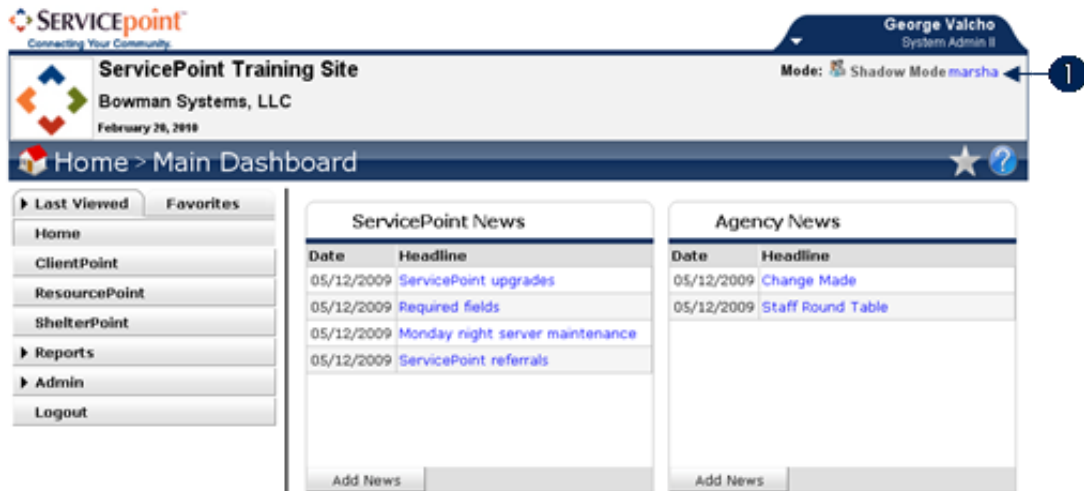 SERVICEpoint™
Connecting Your Community.
George Valcho
System Admin II
ServicePoint Training Site
Bowman Systems, LLC
February 20, 2010
Mode: Shadow Mode marsha
1
Home > Main Dashboard
?
Last Viewed Favorites
Home
ClientPoint
ResourcePoint
ShelterPoint
Reports
Admin
Logout
ServicePoint News
Date Headline
05/12/2009 ServicePoint upgrades
05/12/2009 Required fields
05/12/2009 Monday night server maintenance
05/12/2009 ServicePoint referrals
Add News
Agency News
Date Headline
05/12/2009 Change Made
05/12/2009 Staff Round Table
Add News